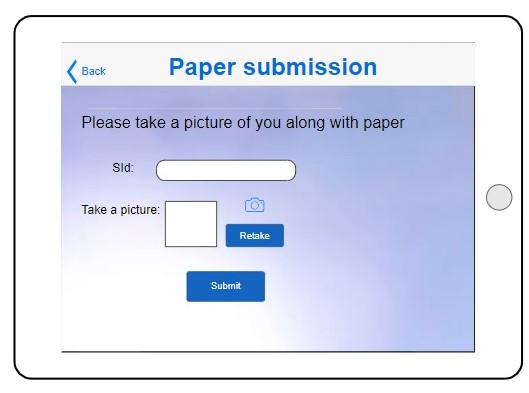 Back
Paper submission
Please take a picture of you along with paper
SId:
Take a picture:
Retake
Submit